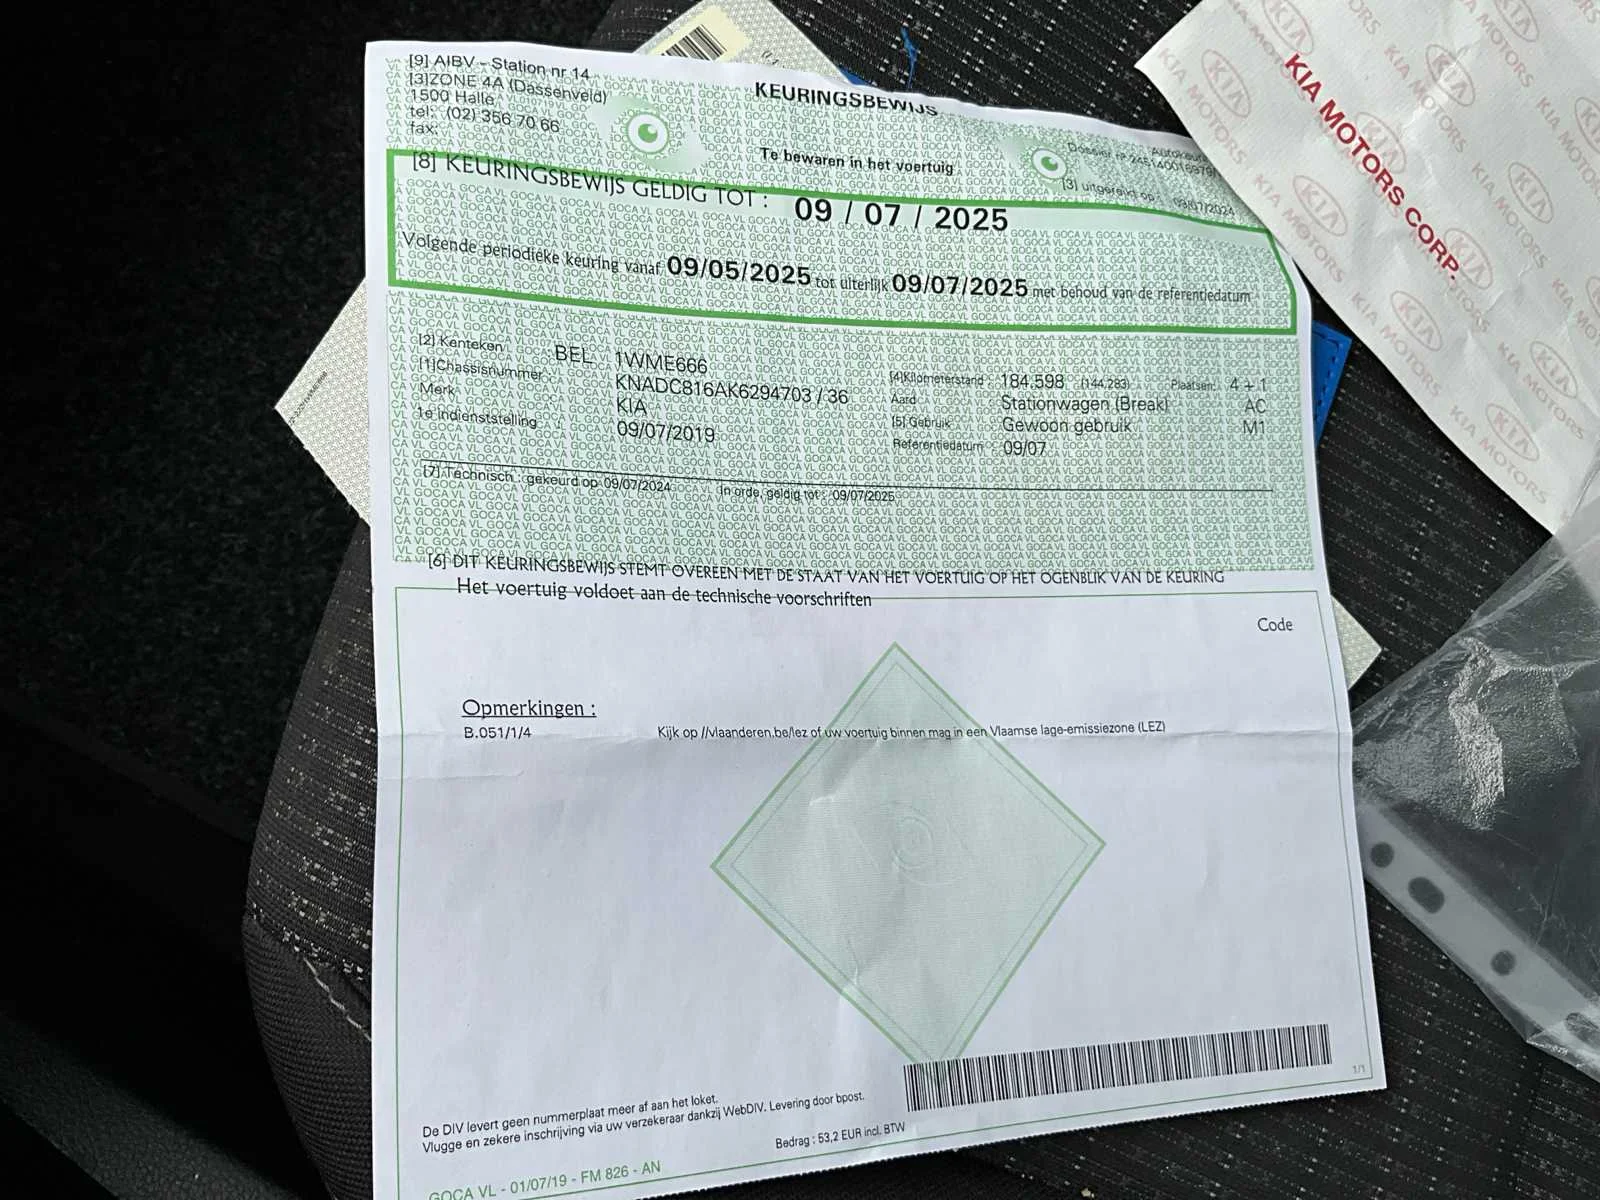 [9] AIBV - Station nr 14
[3]ZONE 4A (Dassenveld)
1500 Halle
tel: (02) 356 70 66
fax:
KEURINGSBEWIJS
Te bewaren in het voertuig
[3] uitgereikt op : 09/07/2024
[8] KEURINGSBEWIJS GELDIG TOT : 09 / 07 / 2025
Volgende periodieke keuring vanaf 09/05/2025 tot uiterlijk 09/07/2025 met behoud van de referentiedatum
[2] Kenteken BEL 1WME666
[1]Chassisnummer : KNADC816AK6294703 / 36
Merk KIA
1e indienststelling : 09/07/2019
[4]Kilometerstand : 184.598 (144.283) Plaatsen: 4 + 1
Aard Stationwagen (Break) AC
[5] Gebruik Gewoon gebruik M1
Referentiedatum : 09/07
[7] Technisch : gekeurd op 09/07/2024 In orde, geldig tot : 09/07/2025
[6] DIT KEURINGSBEWIJS STEMT OVEREEN MET DE STAAT VAN HET VOERTUIG OP HET OGENBLIK VAN DE KEURING
Het voertuig voldoet aan de technische voorschriften
Code
Opmerkingen :
B.051/1/4 Kijk op //vlaanderen.be/lez of uw voertuig binnen mag in een Vlaamse lage-emissiezone (LEZ)
1/1
De DIV levert geen nummerplaat meer af aan het loket.
Vlugge en zekere inschrijving via uw verzekeraar dankzij WebDIV. Levering door bpost.
Bedrag : 53,2 EUR incl. BTW
GOCA VL - 01/07/19 - FM 826 - AN
KIA MOTORS CORP.
KIA MOTORS